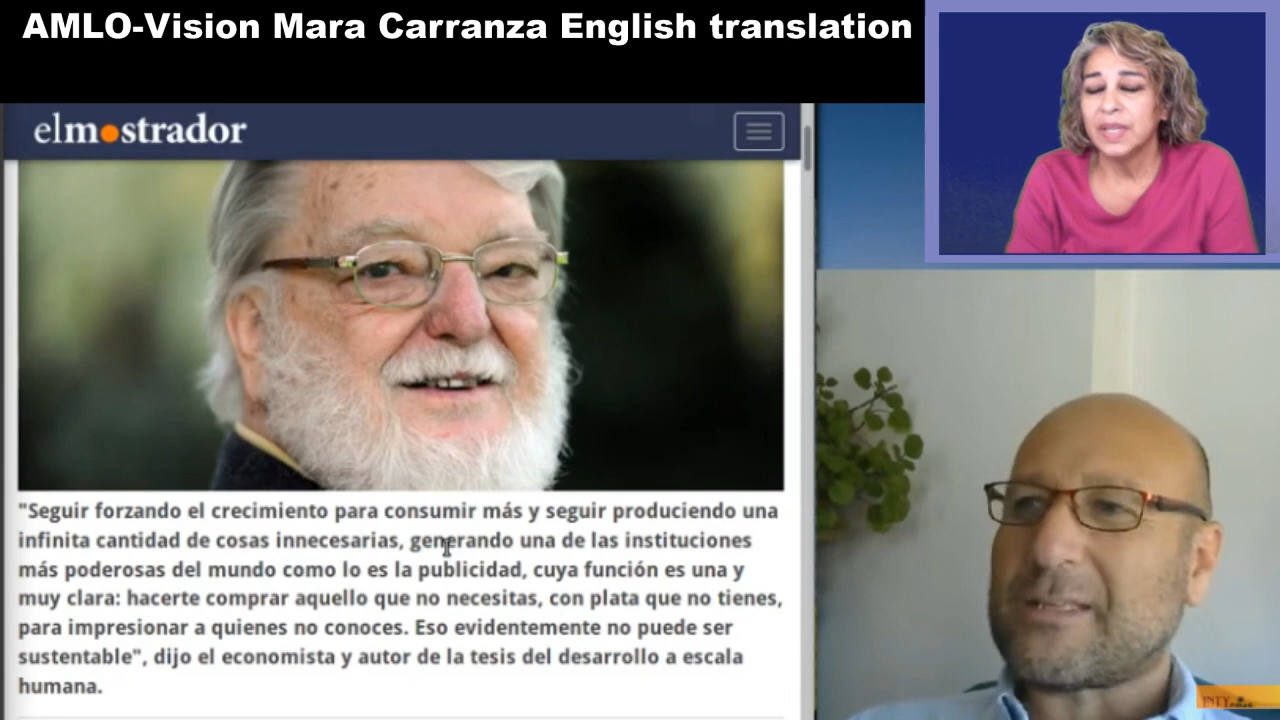 AMLO-Vision Mara Carranza English translation
elmostrador
"Seguir forzando el crecimiento para consumir más y seguir produciendo una
infinita cantidad de cosas innecesarias, generando una de las instituciones
más poderosas del mundo como lo es la publicidad, cuya función es una y
muy clara: hacerte comprar aquello que no necesitas, con plata que no tienes,
para impresionar a quienes no conoces. Eso evidentemente no puede ser
sustentable", dijo el economista y autor de la tesis del desarrollo a escala
humana.